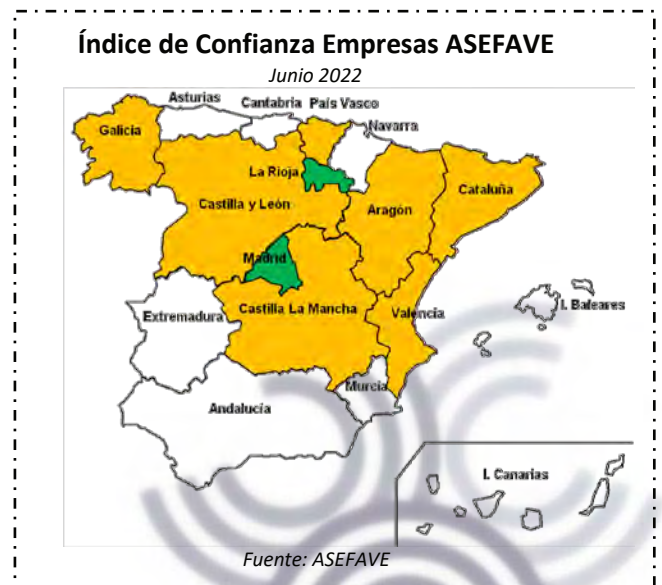 Índice de Confianza Empresas ASEFAVE
Junio 2022
Asturias
Cantabria
País Vasco
Galicia
Navarra
La Rioja
Cataluña
Castilla y León
Aragón
Madrid
I. Baleares
Extremadura
Castilla La Mancha
Valencia
Murcia
Andalucía
I. Canarias
Fuente: ASEFAVE